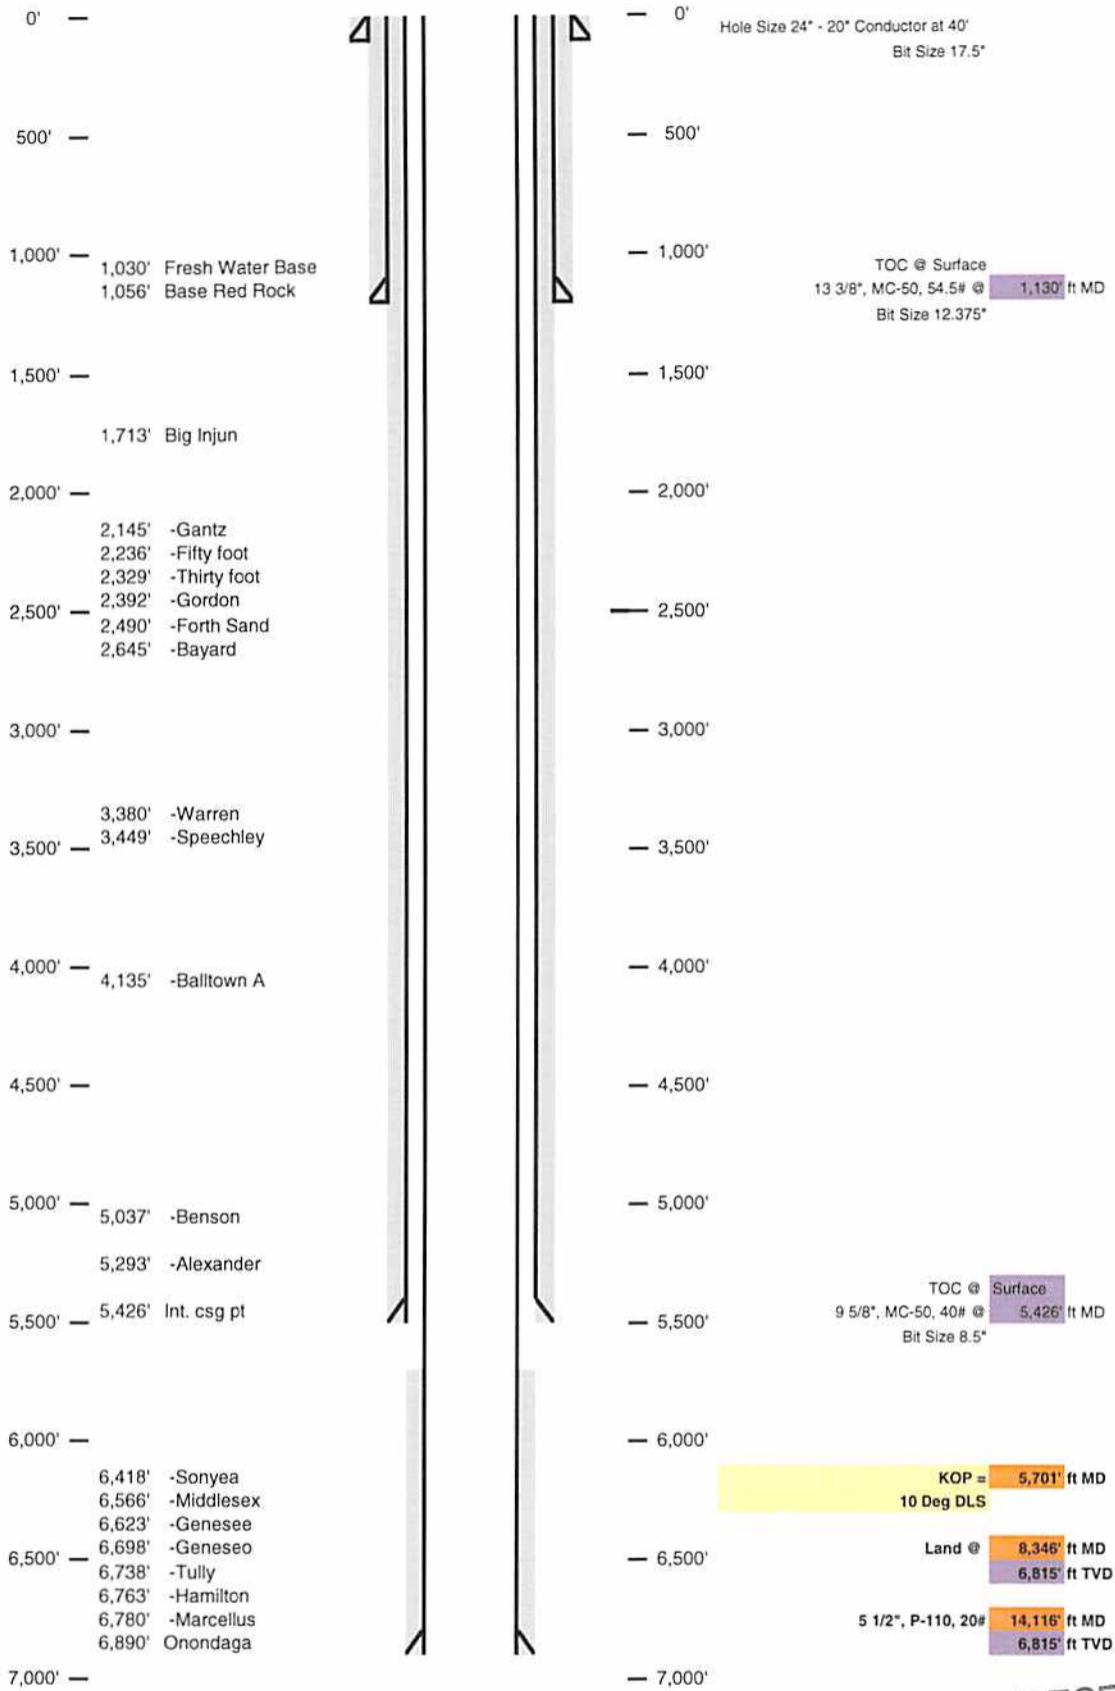 0' 0'
Hole Size 24" - 20" Conductor at 40'
Bit Size 17.5"
500' 500'
1,000' 1,000'
1,030' Fresh Water Base
TOC @ Surface
1,056' Base Red Rock
13 3/8", MC-50, 54.5# @ 1,130' ft MD
Bit Size 12.375"
1,500' 1,500'
1,713' Big Injun
2,000' 2,000'
2,145' -Gantz
2,236' -Fifty foot
2,329' -Thirty foot
2,392' -Gordon
2,500' 2,500'
2,490' -Forth Sand
2,645' -Bayard
3,000' 3,000'
3,380' -Warren
3,449' -Speechley
3,500' 3,500'
4,000' 4,000'
4,135' -Balltown A
4,500' 4,500'
5,000' 5,000'
5,037' -Benson
5,293' -Alexander
TOC @ Surface
5,426' Int. csg pt
9 5/8", MC-50, 40# @ 5,426' ft MD
5,500' 5,500'
Bit Size 8.5"
6,000' 6,000'
6,418' -Sonyea
KOP = 5,701' ft MD
6,566' -Middlesex
10 Deg DLS
6,623' -Genesee
6,698' -Geneseo
Land @ 8,346' ft MD
6,500' 6,500'
6,738' -Tully
6,815' ft TVD
6,763' -Hamilton
6,780' -Marcellus
5 1/2", P-110, 20# 14,116' ft MD
6,890' Onondaga
6,815' ft TVD
7,000' 7,000'